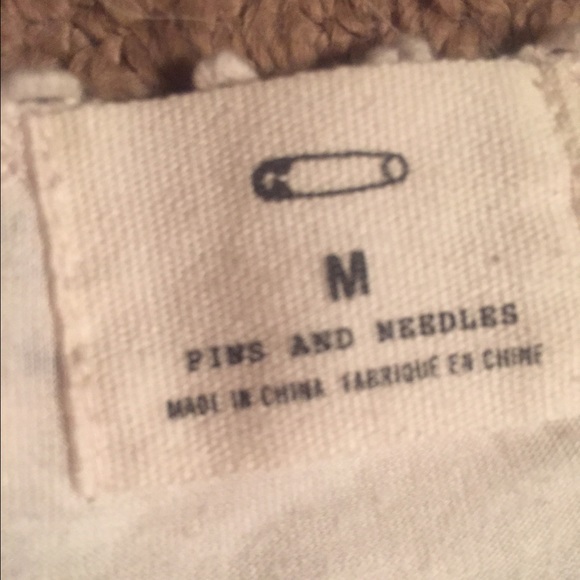 M
PINS AND NEEDLES
MADE IN CHINA FABRIQUÉ EN CHINE